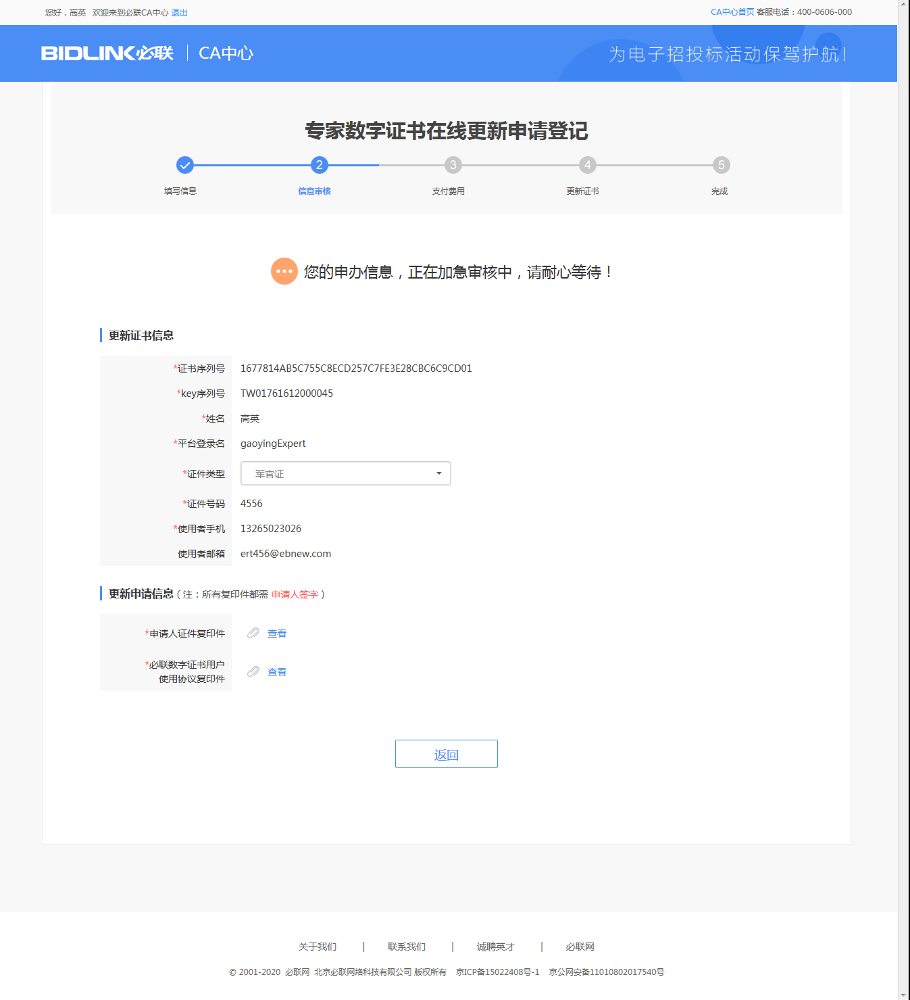 您好，高英 欢迎来到必联CA中心 退出
CA中心首页 客服电话：400-0606-000
BIDLINK必联 CA中心
为电子招投标活动保驾护航！
专家数字证书在线更新申请登记
2 3 4 5
填写信息 信息审核 支付费用 更新证书 完成
您的申办信息，正在加急审核中，请耐心等待！
更新证书信息
*证书序列号 1677814AB5C755C8ECD257C7FE3E28CBC6C9CD01
*key序列号 TW01761612000045
*姓名 高英
*平台登录名 gaoyingExpert
*证件类型 军官证
*证件号码 4556
*使用者手机 13265023026
使用者邮箱 ert456@ebnew.com
更新申请信息（注：所有复印件都需 申请人签字 ）
*申请人证件复印件 查看
*必联数字证书用户
使用协议复印件 查看
返回
关于我们 | 联系我们 | 诚聘英才 | 必联网
© 2001-2020 必联网 北京必联网络科技有限公司 版权所有 京ICP备15022408号-1 京公网安备11010802017540号